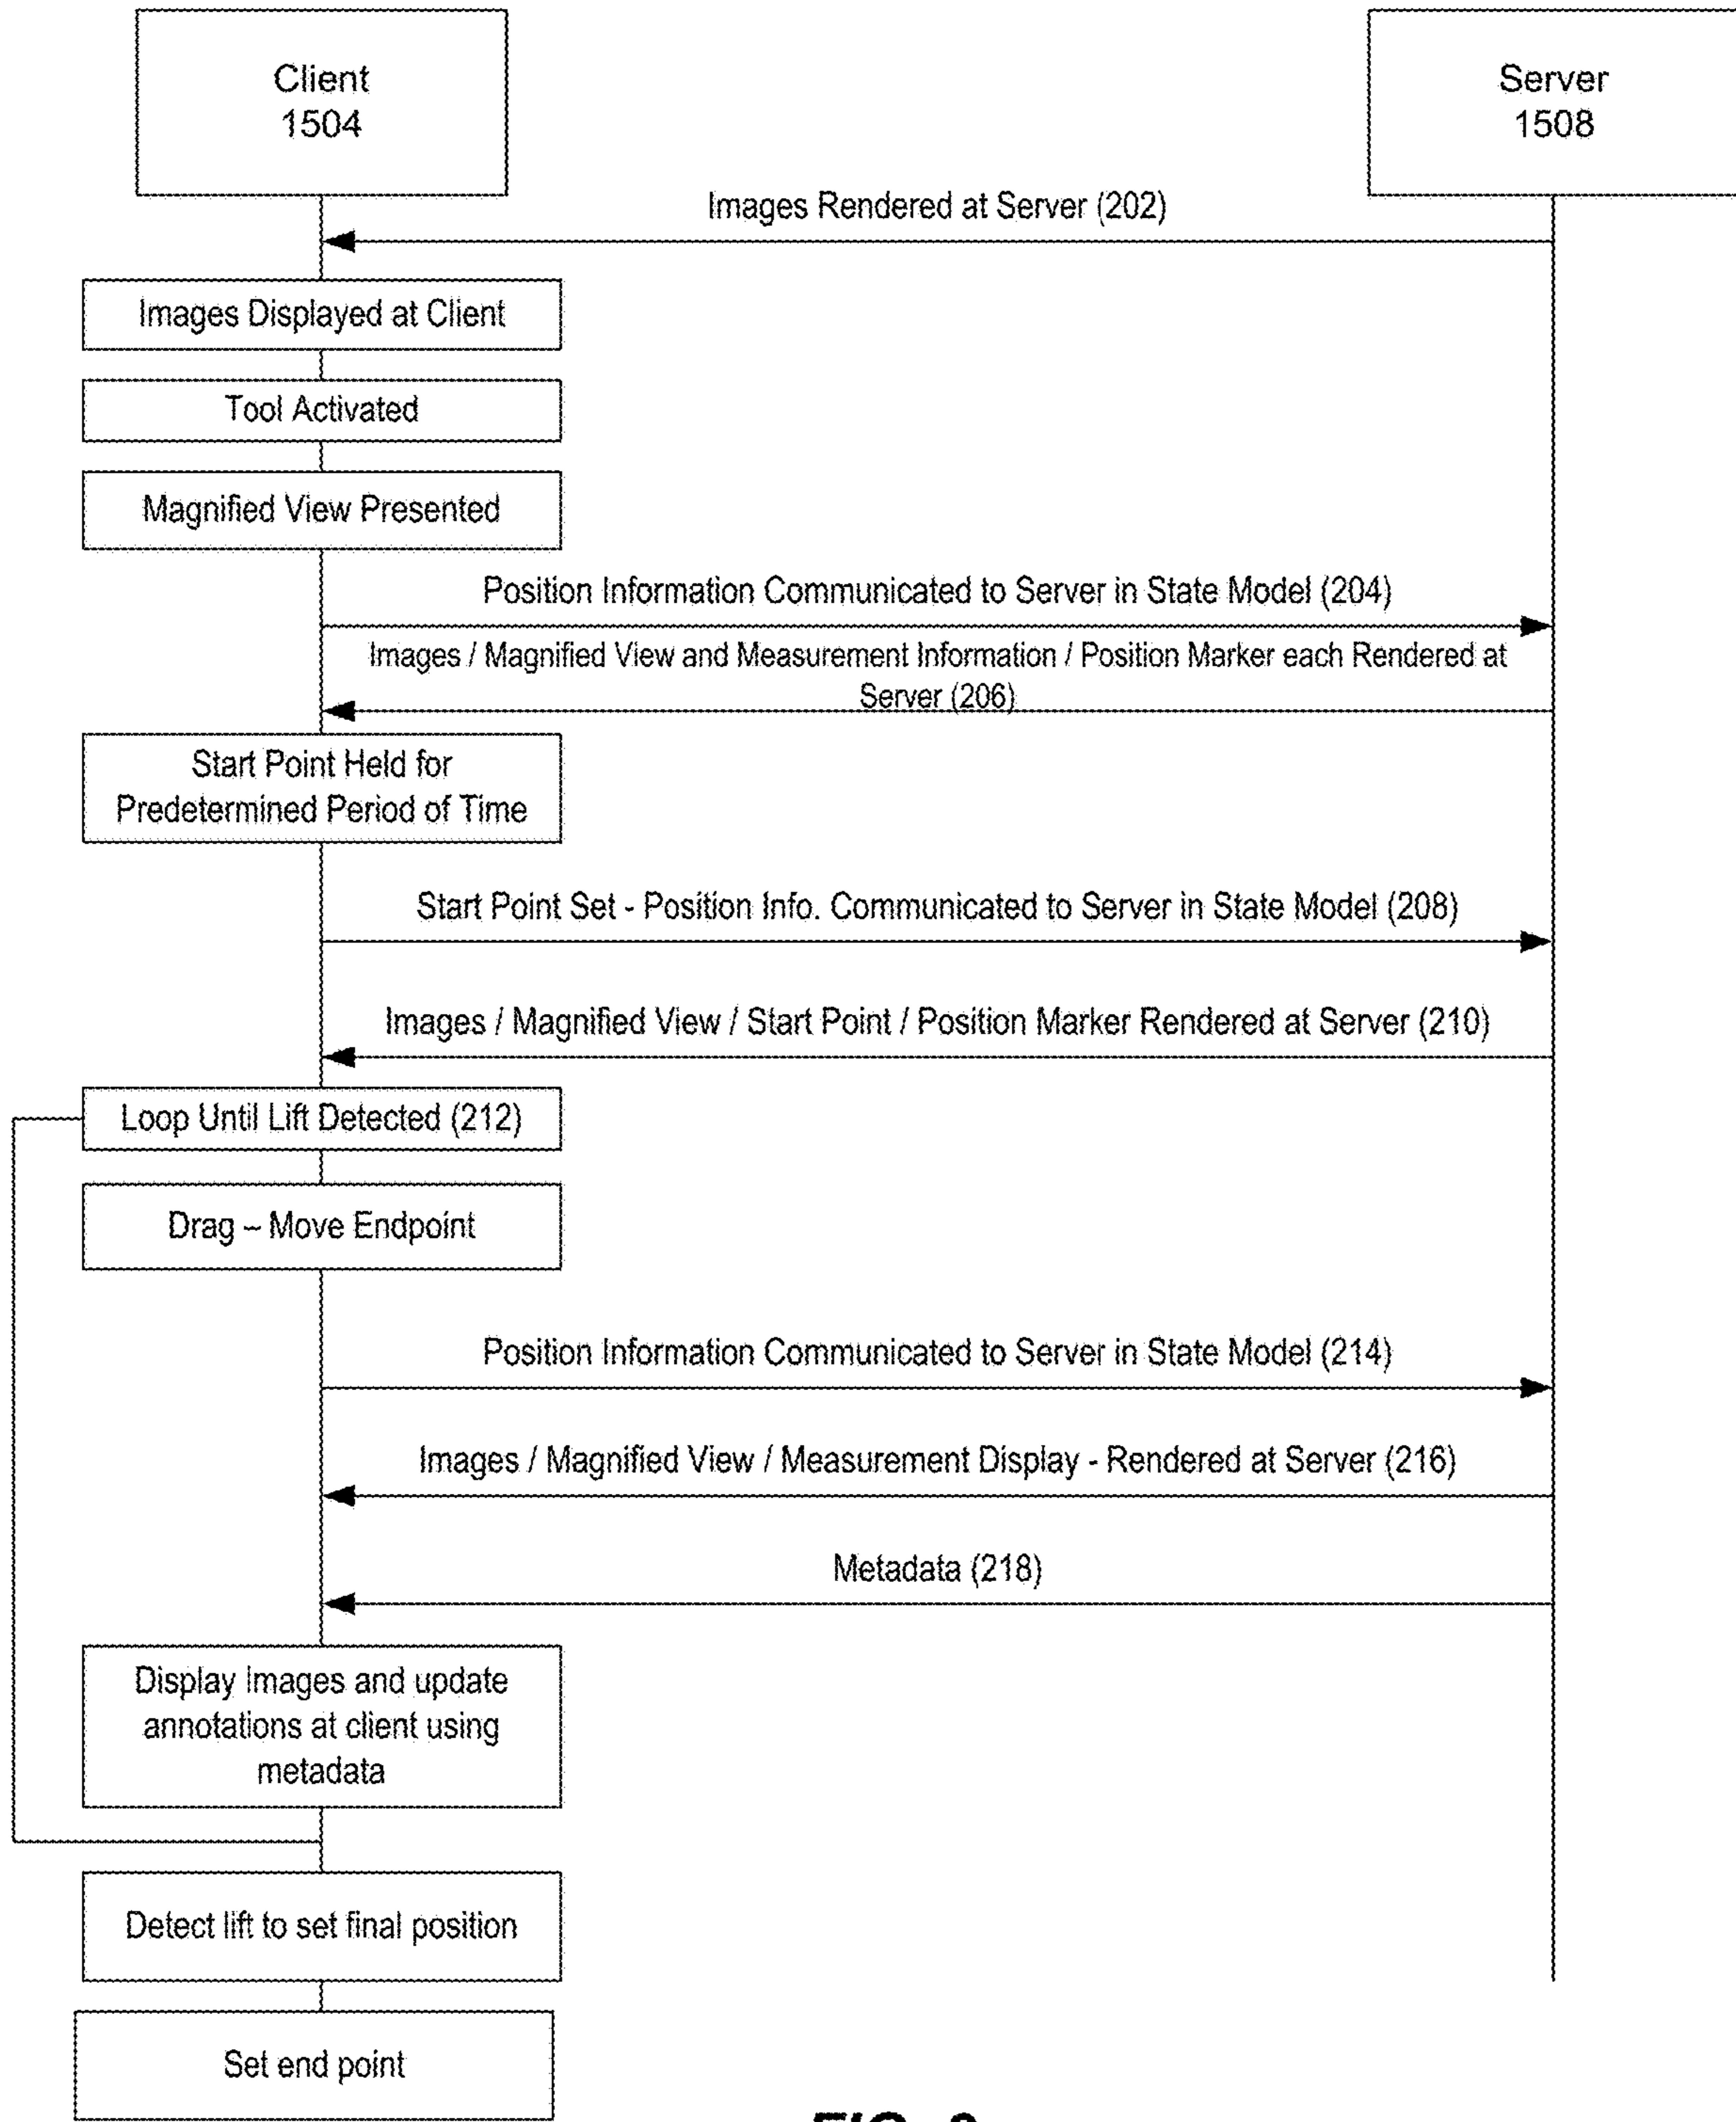 Client
1504
Server
1508
Images Rendered at Server (202)
Images Displayed at Client
Tool Activated
Magnified View Presented
Position Information Communicated to Server in State Model (204)
Images / Magnified View and Measurement Information / Position Marker each Rendered at
Server (206)
Start Point Held for
Predetermined Period of Time
Start Point Set - Position Info. Communicated to Server in State Model (208)
Images / Magnified View / Start Point / Position Marker Rendered at Server (210)
Loop Until Lift Detected (212)
Drag – Move Endpoint
Position Information Communicated to Server in State Model (214)
Images / Magnified View / Measurement Display - Rendered at Server (216)
Metadata (218)
Display Images and update
annotations at client using
metadata
Detect lift to set final position
Set end point
FIG.